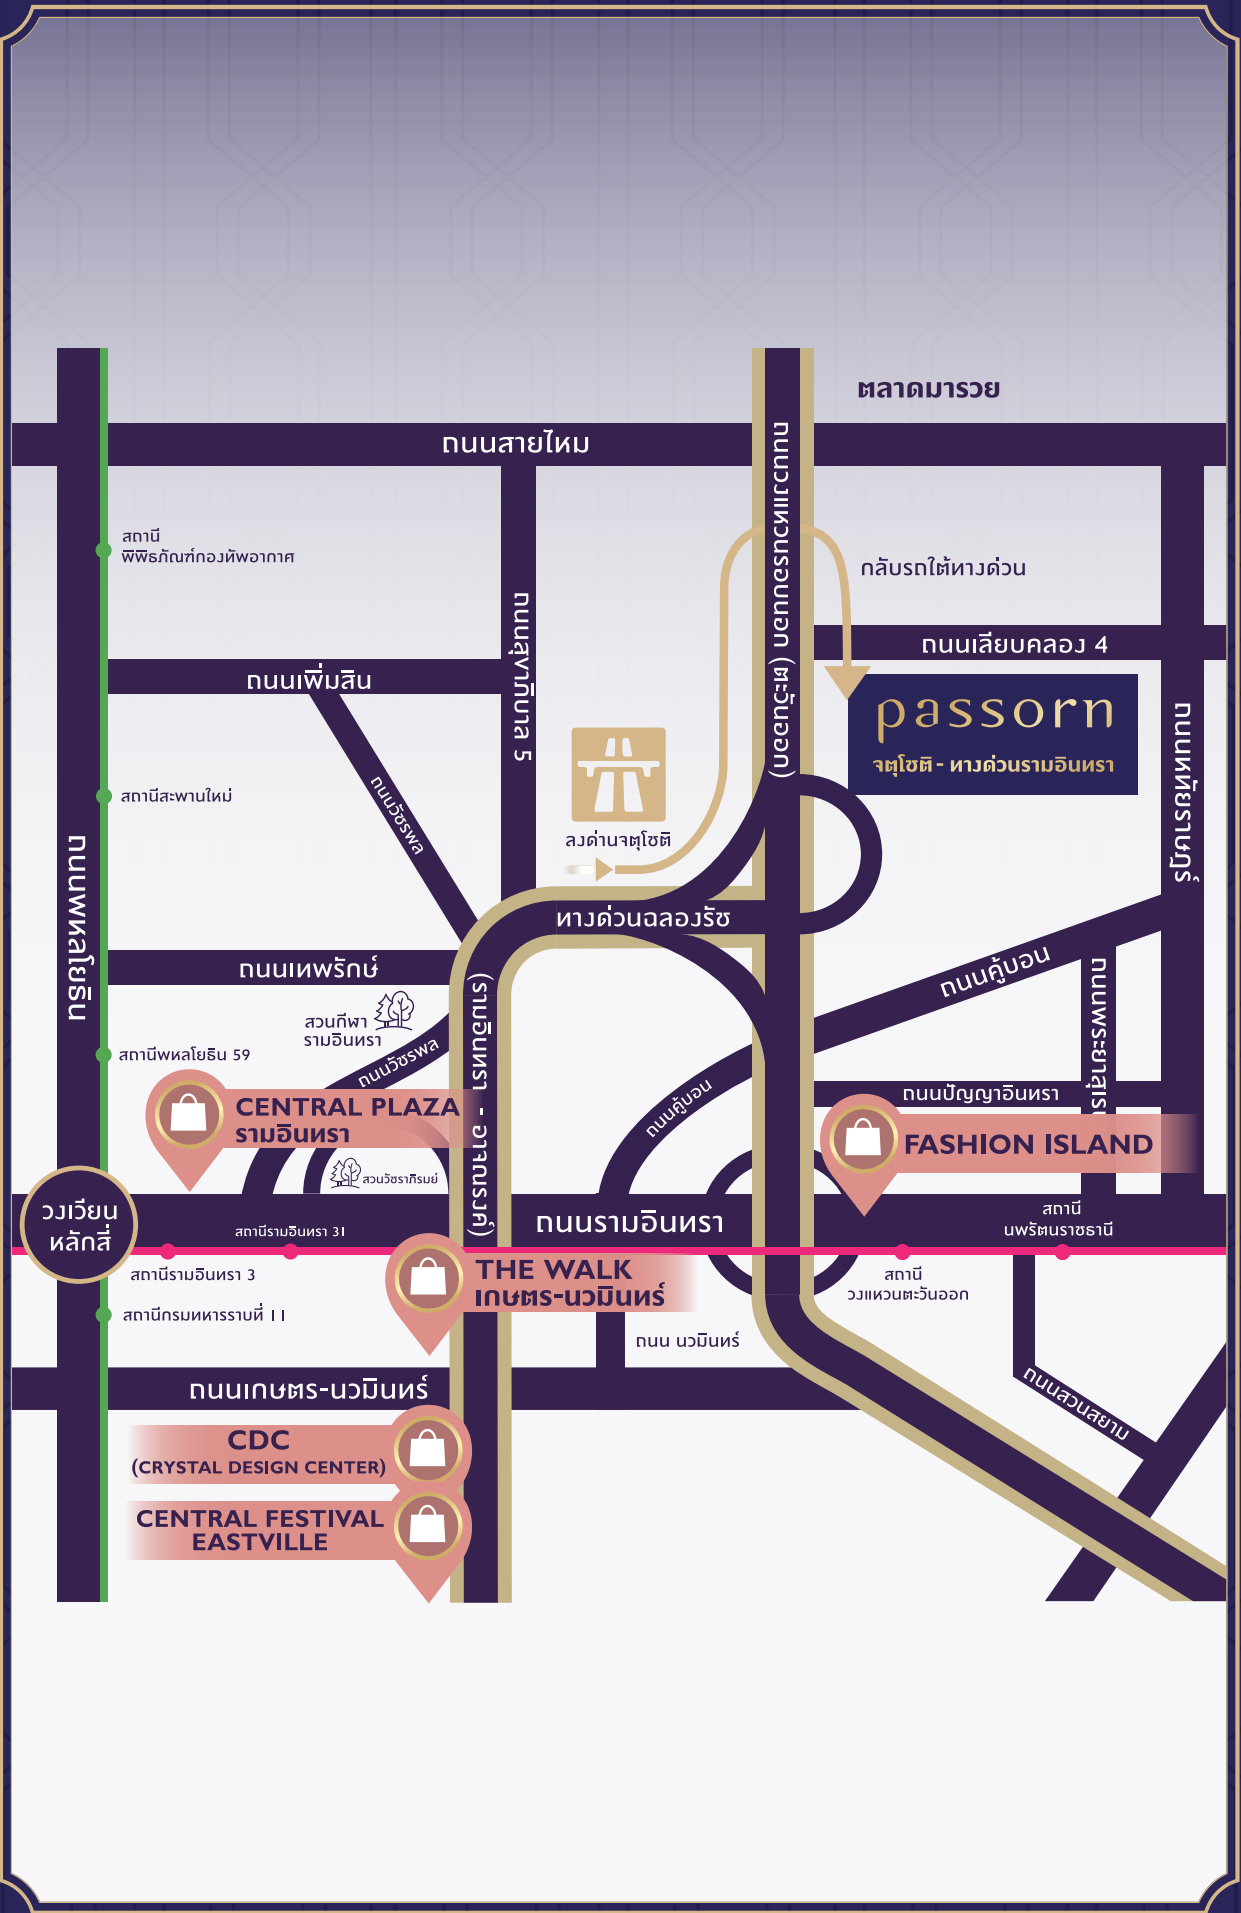 ตลาดมารวย
ถนนสายไหม
ถนนวงแหวนรอบนอก (ตะวันออก)
สถานี
พิพิธภัณฑ์กองทัพอากาศ
กลับรถใต้ทางด่วน
ถนนสุขาภิบาล 5
ถนนเลียบคลอง 4
ถนนเพิ่มสิน
passorn
จตุโชติ - ทางด่วนรามอินทรา
ถนนหทัยราษฎร์
ถนนวัชรพล
สถานีสะพานใหม่
ลงด่านจตุโชติ
ถนนพหลโยธิน
ทางด่วนฉลองรัช
(รามอินทรา - อาจณรงค์)
ถนนเทพรักษ์
ถนนคู้บอน
สวนกีฬา
รามอินทรา
ถนนวัชรพล
สถานีพหลโยธิน 59
ถนนปัญญาอินทรา
ถนนคู้บอน
CENTRAL PLAZA
รามอินทรา
FASHION ISLAND
สวนวัชราภิรมย์
วงเวียน
หลักสี่
สถานีรามอินทรา 31
ถนนรามอินทรา
สถานี
นพรัตนราชธานี
สถานีรามอินทรา 3
THE WALK
เกษตร-นวมินทร์
สถานี
วงแหวนตะวันออก
สถานีกรมทหารราบที่ 11
ถนน นวมินทร์
ถนนเกษตร-นวมินทร์
ถนนสวนสยาม
CDC
(CRYSTAL DESIGN CENTER)
CENTRAL FESTIVAL
EASTVILLE